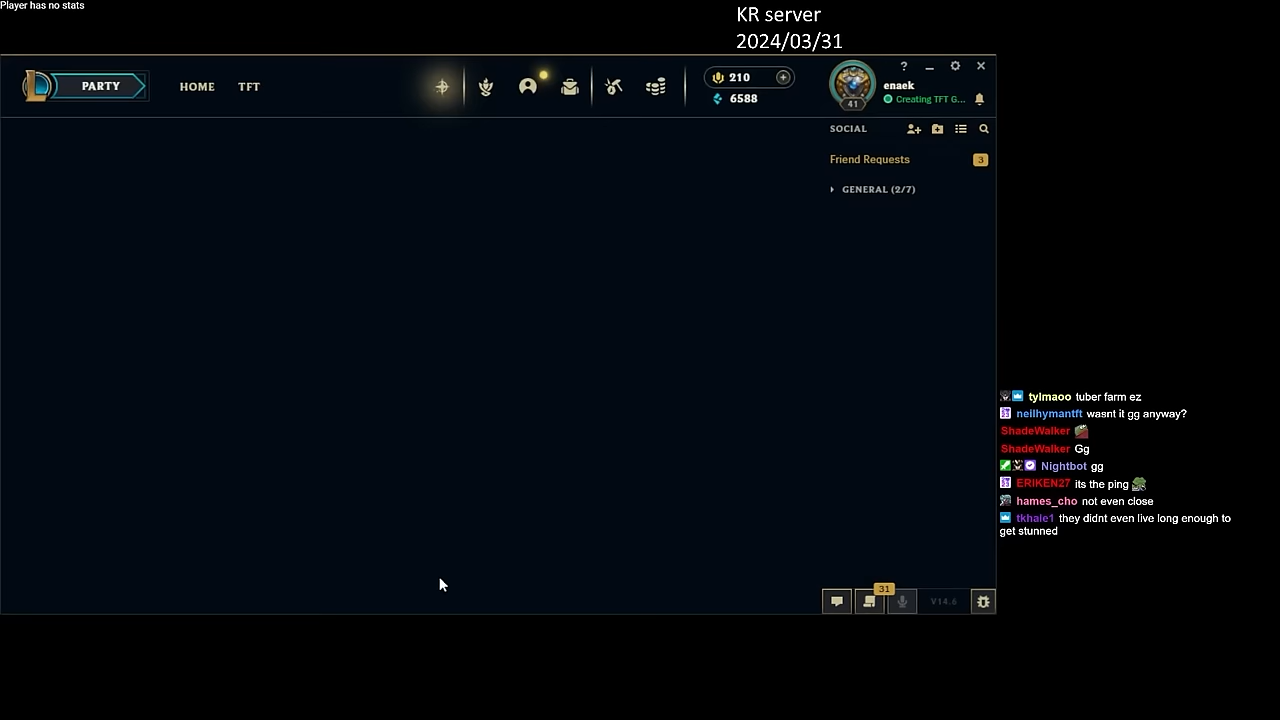 Player has no stats
KR server
2024/03/31
PARTY
HOME
TFT
210
6588
41
enaek
Creating TFT G...
?
SOCIAL
Friend Requests
3
GENERAL (2/7)
tylmaoo tuber farm ez
neilhymantft wasnt it gg anyway?
ShadeWalker
ShadeWalker Gg
Nightbot gg
ERIKEN27 its the ping
hames_cho not even close
tkhale1 they didnt even live long enough to
get stunned
31
V14.6